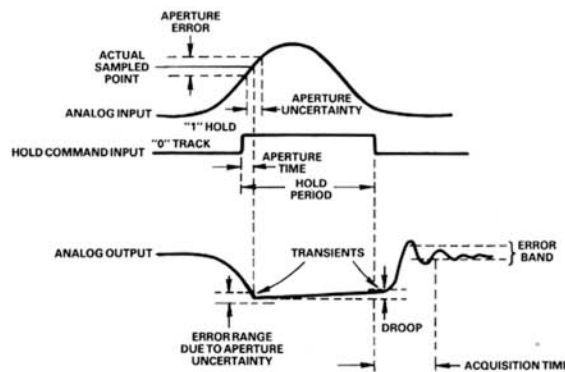 APERTURE
ERROR
ACTUAL
SAMPLED
POINT
ANALOG INPUT
APERTURE
UNCERTAINTY
"1" HOLD
"0" TRACK
HOLD COMMAND INPUT
APERTURE
TIME
HOLD
PERIOD
ANALOG OUTPUT
TRANSIENTS
ERROR
BAND
ERROR RANGE
DUE TO APERTURE
UNCERTAINTY
DROOP
ACQUISITION TIME